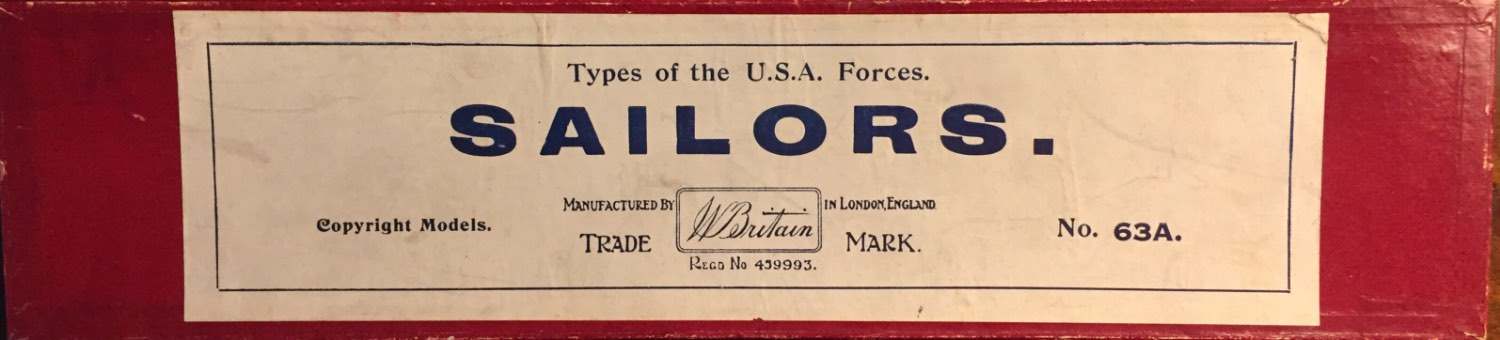 Types of the U.S.A. Forces.
SAILORS.
Copyright Models.
MANUFACTURED BY W Britain IN LONDON, ENGLAND
TRADE MARK.
REGD No 459993.
No. 63A.